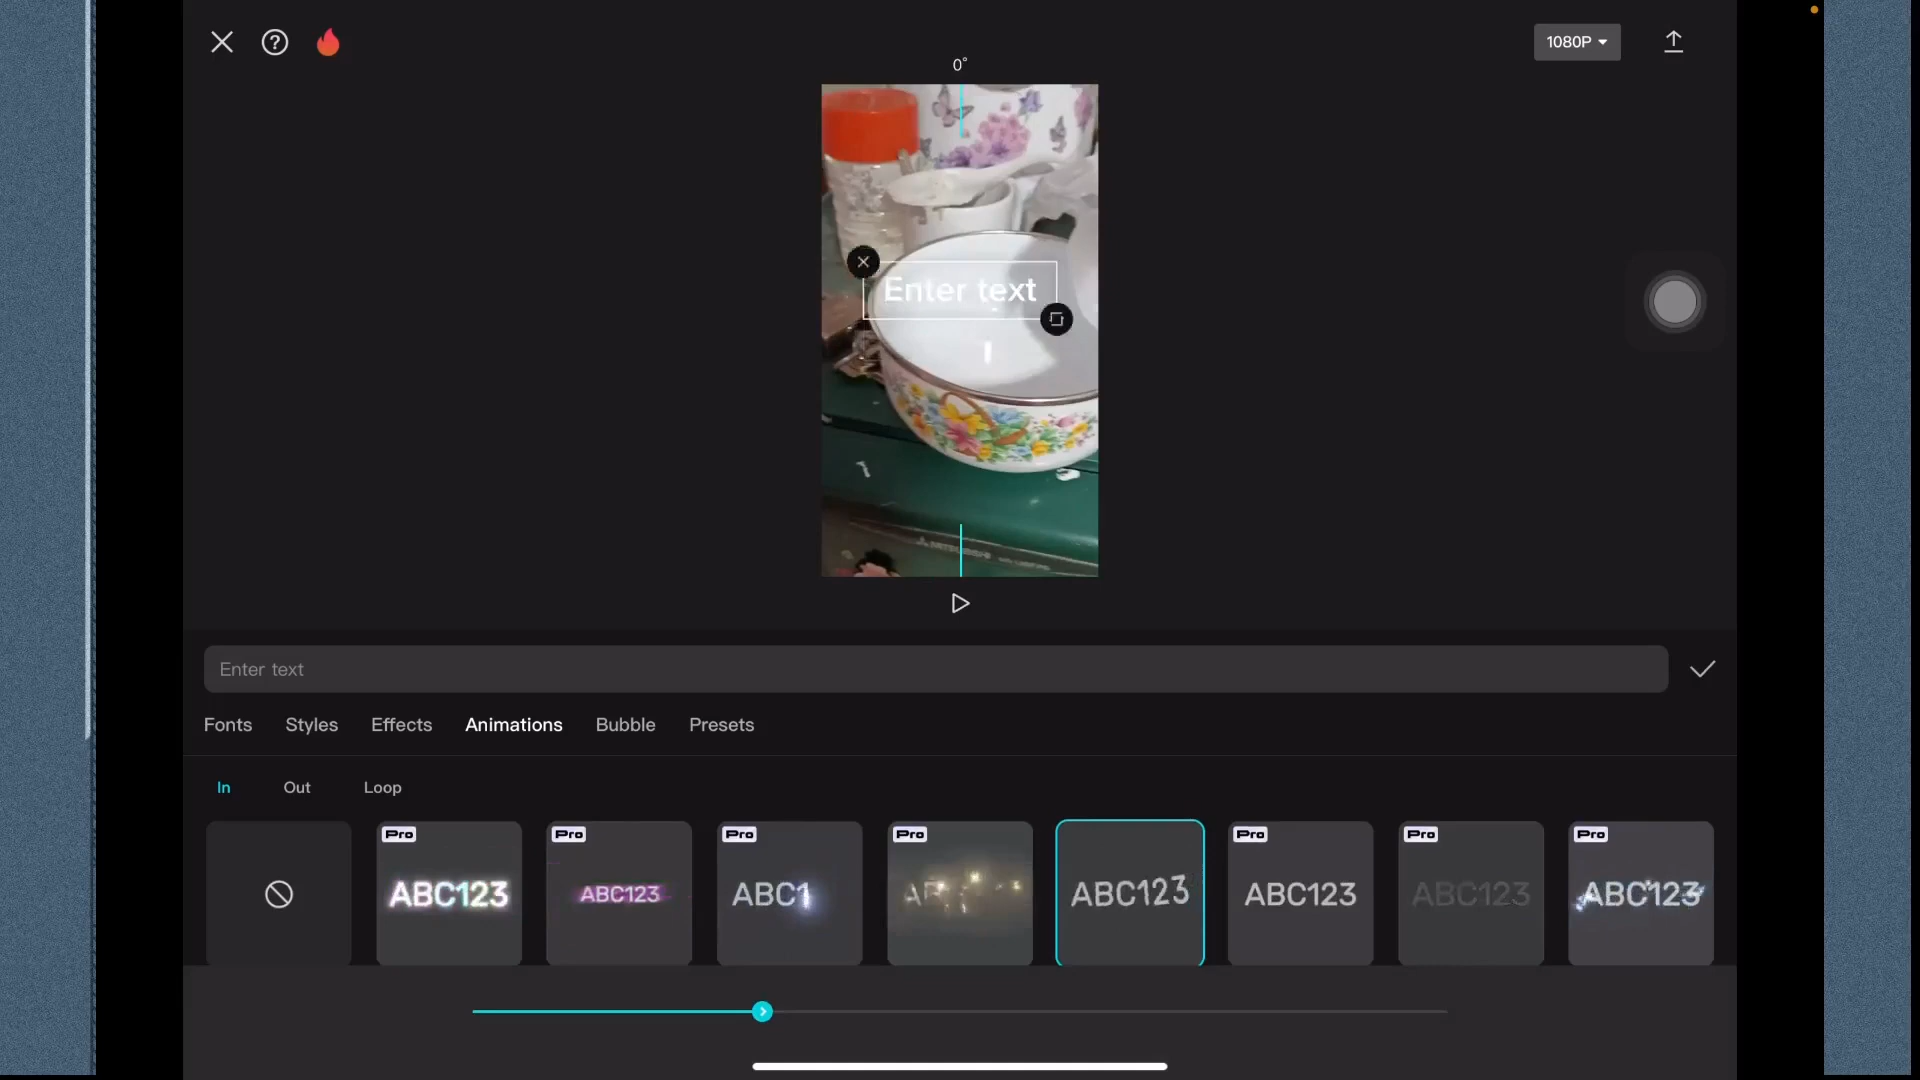 1080P
0°
Enter text
Enter text
Fonts Styles Effects Animations Bubble Presets
In Out Loop
Pro Pro Pro Pro Pro Pro Pro
ABC123 ABC123 ABC1 ABC123 ABC123 ABC123 ABC123